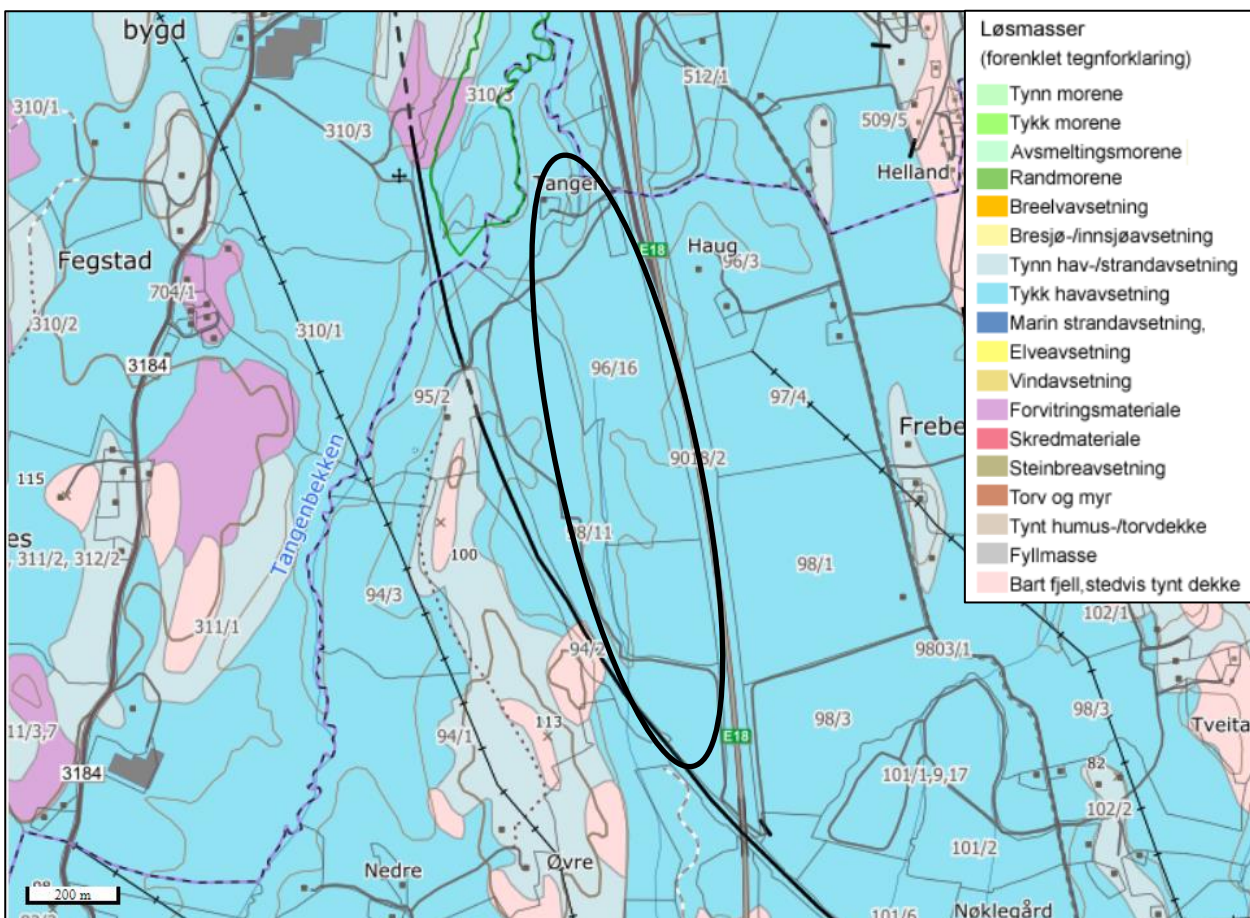 bygd
310/1
310/3
310/3
512/1
509/5
Helland
Tangen
E18
Haug
96/3
Fegstad
704/1
310/2
310/1
3184
95/2
96/16
97/4
Frebe
9018/2
115
Tangenbekken
es
, 311/2, 312/2
100
98/11
98/1
94/3
311/1
94/2
9803/1
102/1
11/3,7
94/1
113
E18
98/3
98/3
Tveita
3184
101/1,9,17
82
102/2
Nedre
Øvre
101/2
200 m
Nøklegård
101/6
Løsmasser
(forenklet tegnforklaring)
Tynn morene
Tykk morene
Avsmeltingsmorene
Randmorene
Breelvavsetning
Bresjø-/innsjøavsetning
Tynn hav-/strandavsetning
Tykk havavsetning
Marin strandavsetning,
Elveavsetning
Vindavsetning
Forvitringsmateriale
Skredmateriale
Steinbreavsetning
Torv og myr
Tynt humus-/torvdekke
Fyllmasse
Bart fjell,stedvis tynt dekke